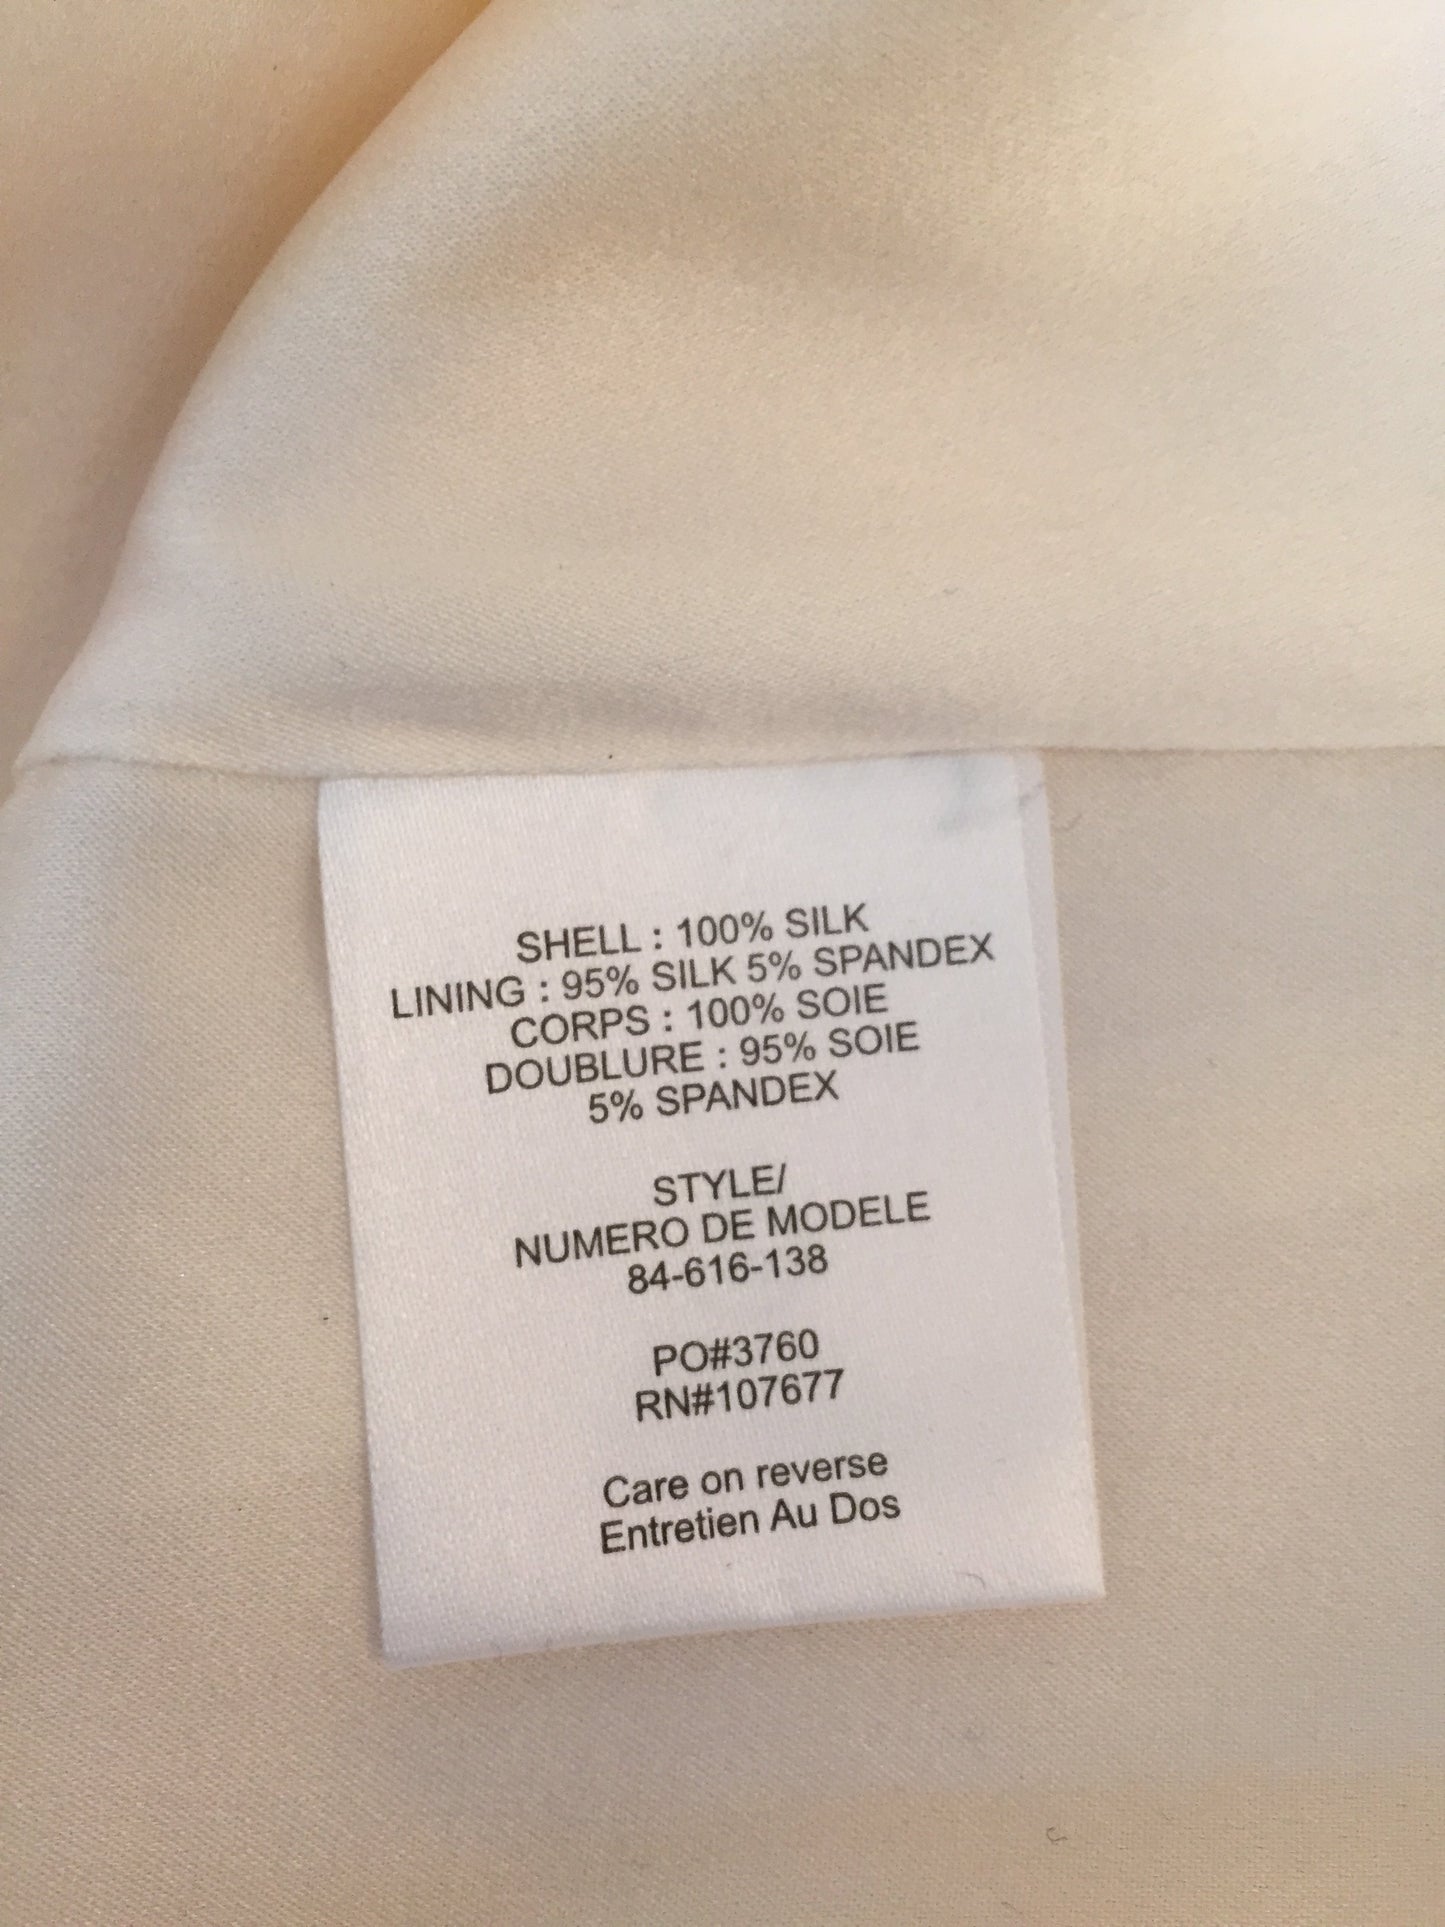 SHELL : 100% SILK
LINING : 95% SILK 5% SPANDEX
CORPS : 100% SOIE
DOUBLURE : 95% SOIE
5% SPANDEX
STYLE/
NUMERO DE MODELE
84-616-138
PO#3760
RN#107677
Care on reverse
Entretien Au Dos